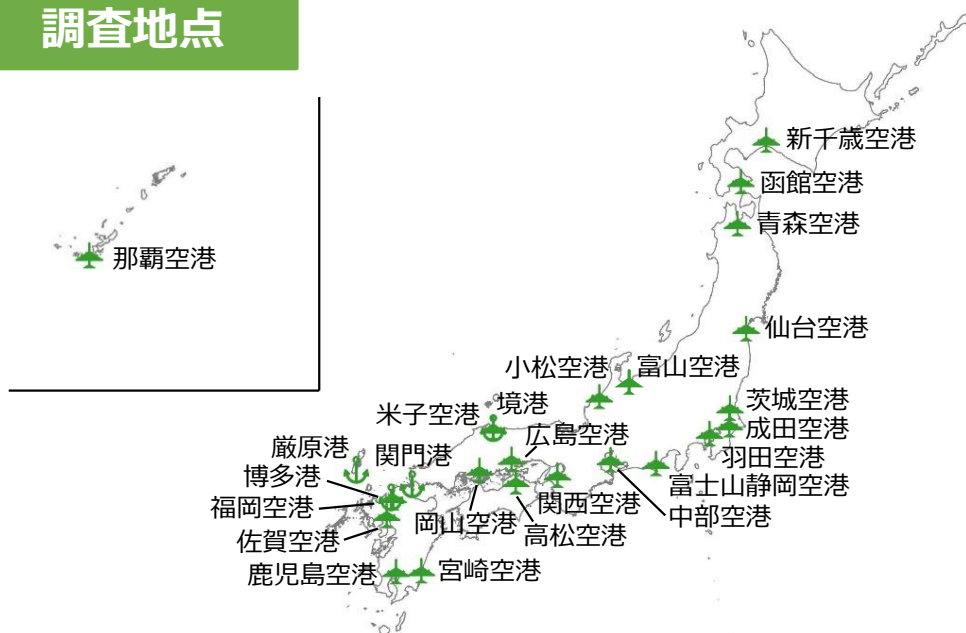 調査地点
新千歳空港
函館空港
青森空港
那覇空港
仙台空港
小松空港
富山空港
茨城空港
境港
米子空港
成田空港
広島空港
厳原港
関門港
羽田空港
博多港
富士山静岡空港
福岡空港
関西空港
中部空港
岡山空港
高松空港
佐賀空港
鹿児島空港
宮崎空港